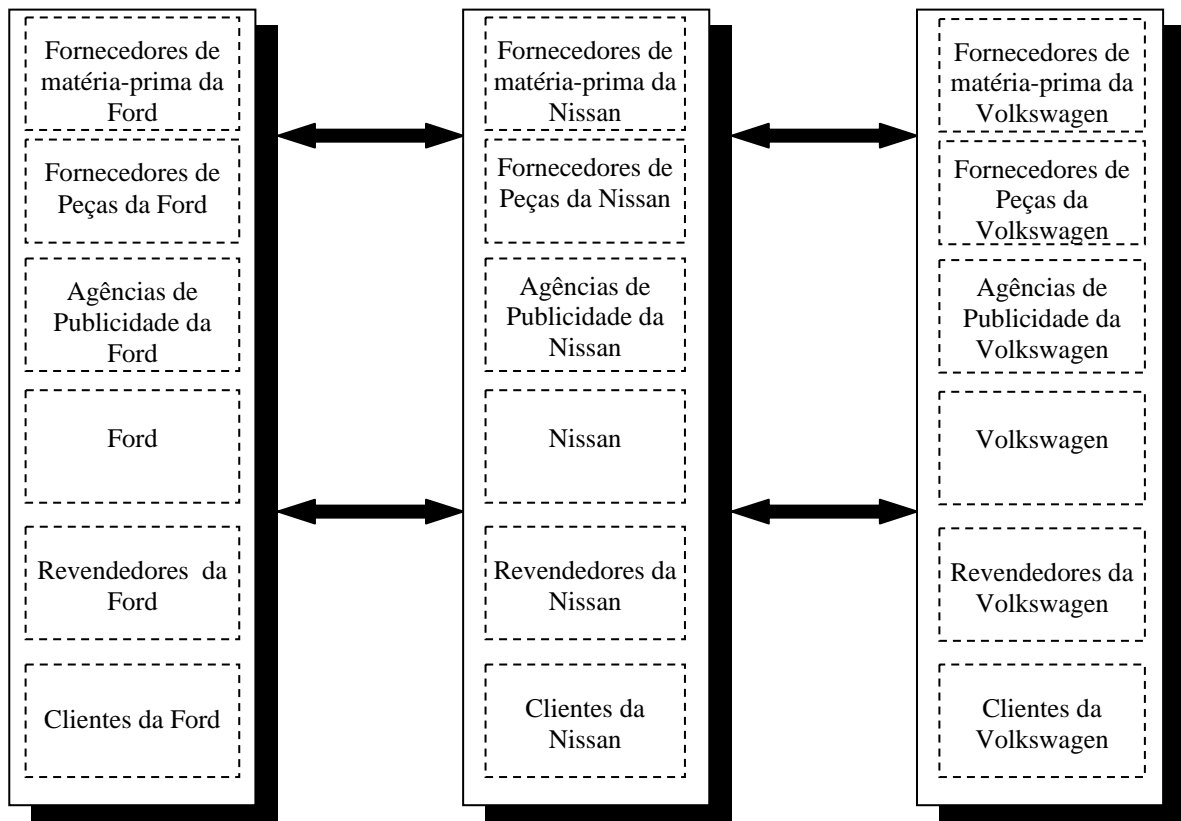 Fornecedores de
matéria-prima da
Ford
Fornecedores de
Peças da Ford
Agências de
Publicidade da
Ford
Ford
Revendedores da
Ford
Clientes da Ford
Fornecedores de
matéria-prima da
Nissan
Fornecedores de
Peças da Nissan
Agências de
Publicidade da
Nissan
Nissan
Revendedores da
Nissan
Clientes da
Nissan
Fornecedores de
matéria-prima da
Volkswagen
Fornecedores de
Peças da
Volkswagen
Agências de
Publicidade da
Volkswagen
Volkswagen
Revendedores da
Volkswagen
Clientes da
Volkswagen